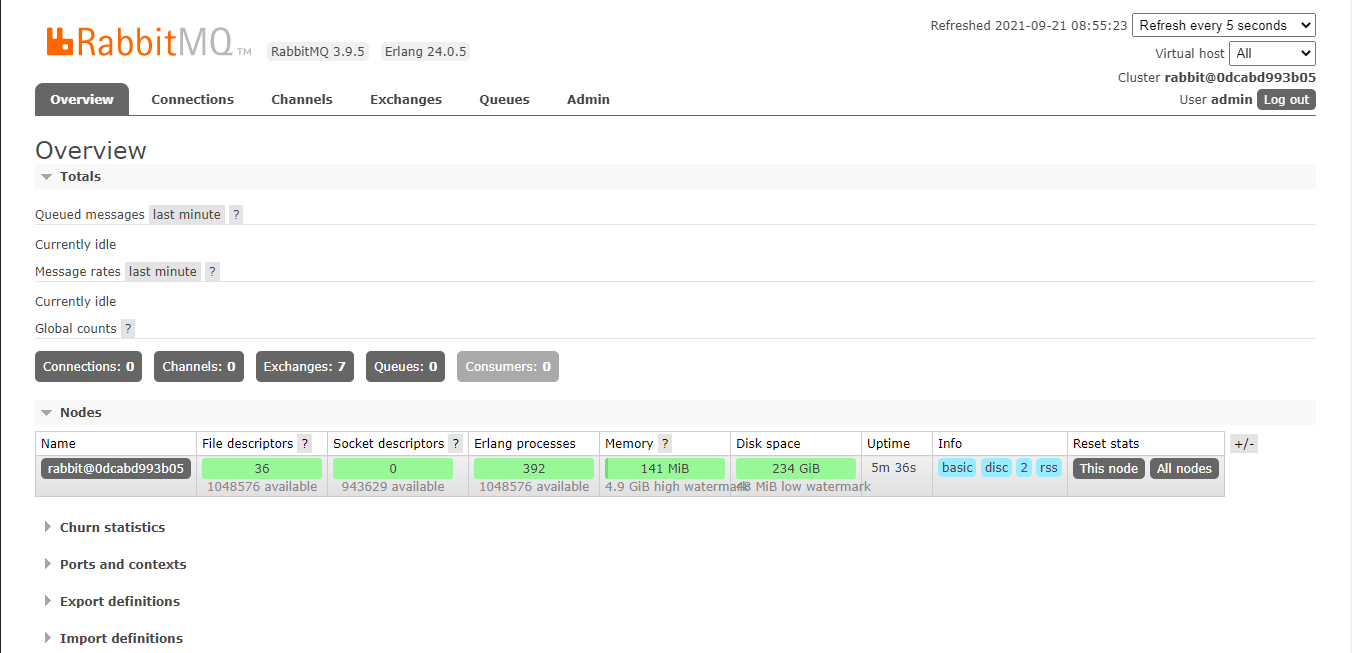 RabbitMQ TM RabbitMQ 3.9.5 Erlang 24.0.5
Refreshed 2021-09-21 08:55:23 Refresh every 5 seconds
Virtual host All
Cluster rabbit@0dcabd993b05
User admin Log out
Overview Connections Channels Exchanges Queues Admin
Overview
Totals
Queued messages last minute ?
Currently idle
Message rates last minute ?
Currently idle
Global counts ?
Connections: 0 Channels: 0 Exchanges: 7 Queues: 0 Consumers: 0
Nodes
Name File descriptors ? Socket descriptors ? Erlang processes Memory ? Disk space Uptime Info Reset stats +/-
rabbit@0dcabd993b05 36 0 392 141 MiB 234 GiB 5m 36s basic disc 2 rss This node All nodes
1048576 available 943629 available 1048576 available 4.9 GiB high watermark 48 MiB low watermark
Churn statistics
Ports and contexts
Export definitions
Import definitions